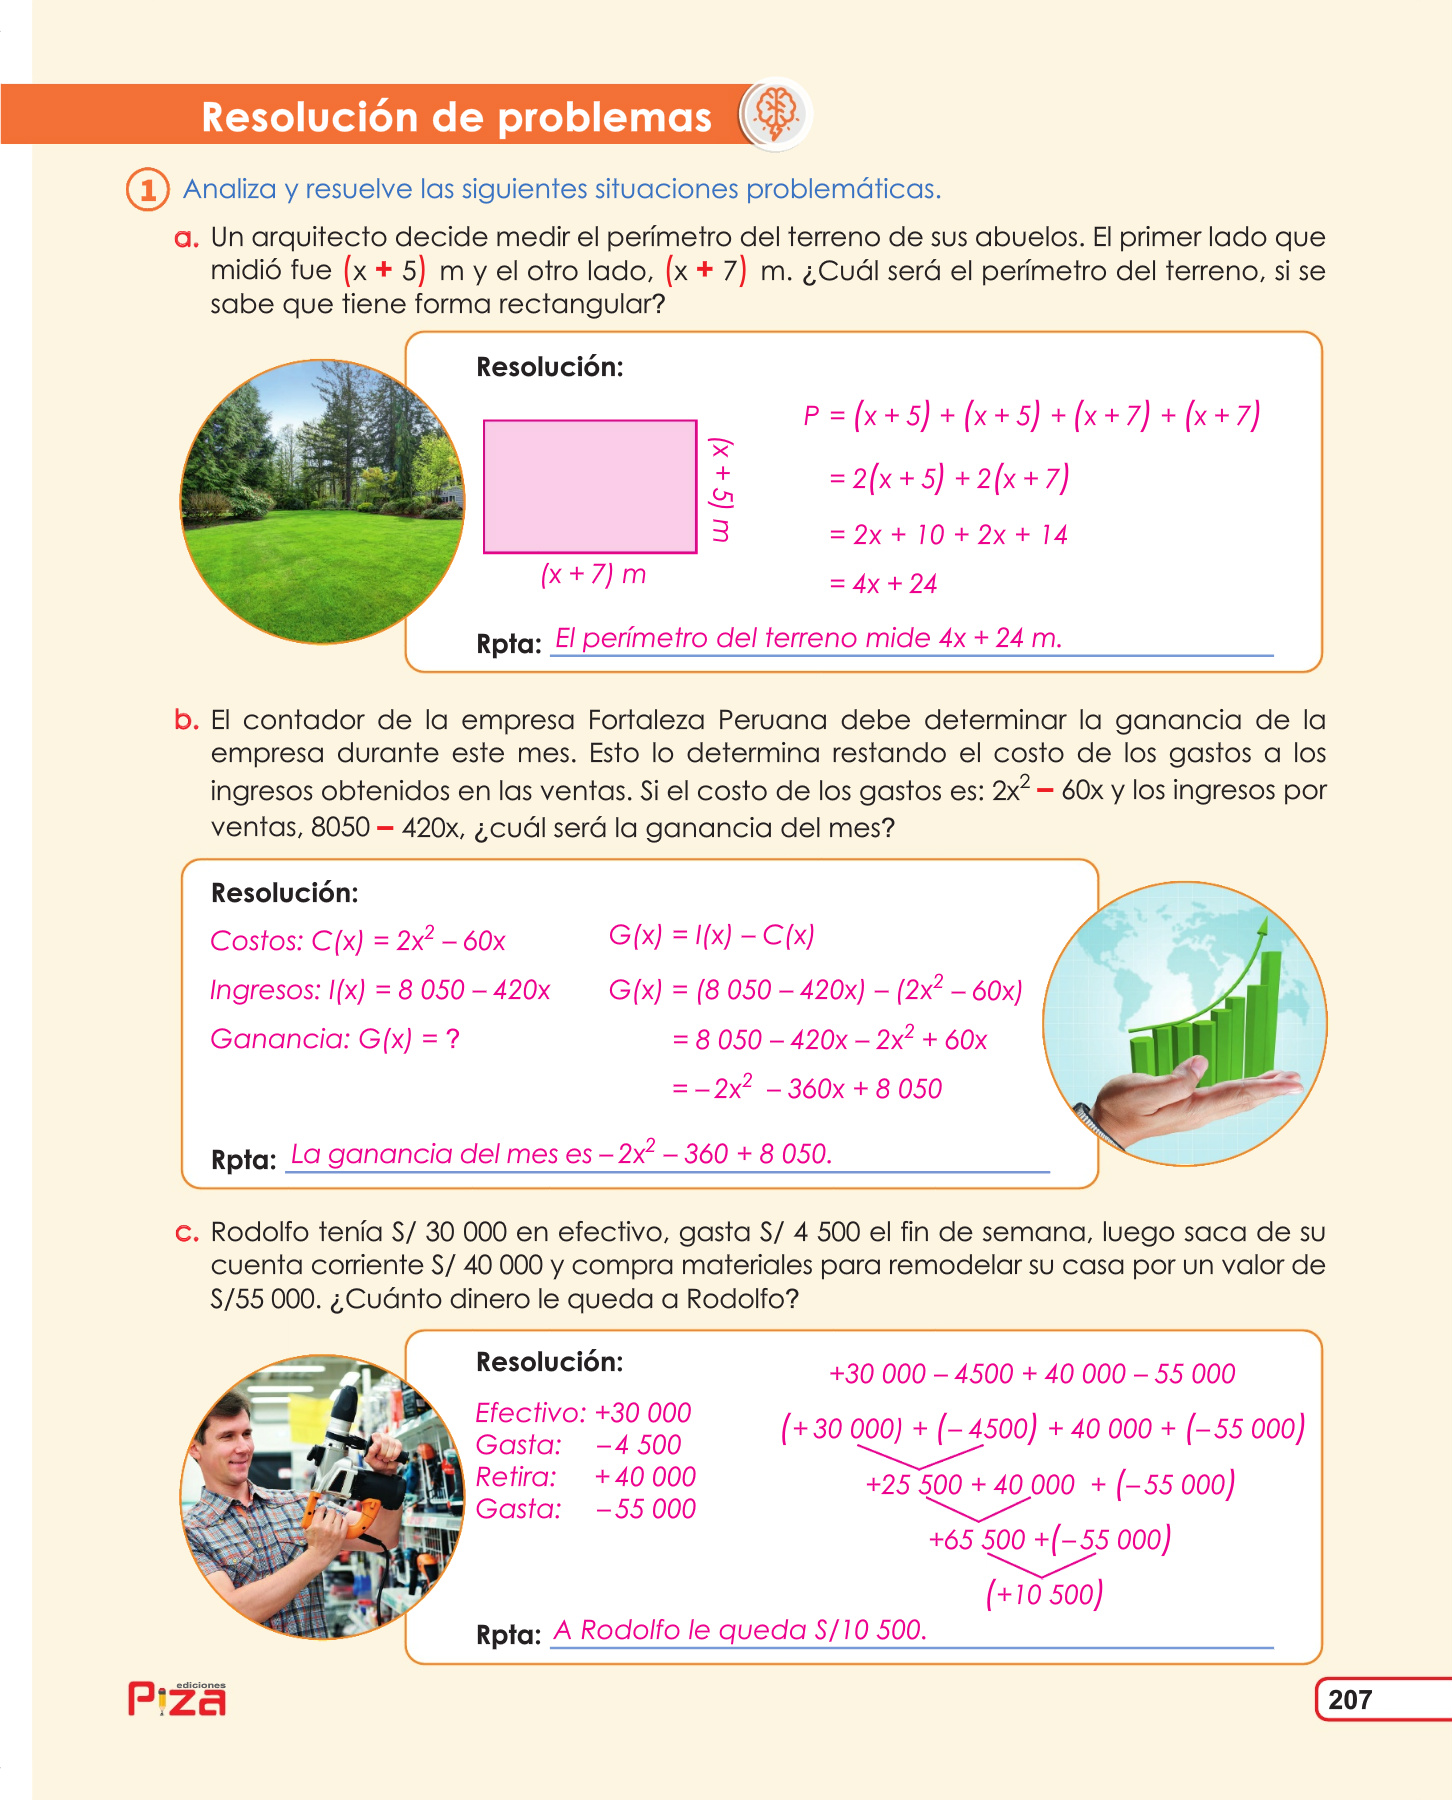 Resolución de problemas
1 Analiza y resuelve las siguientes situaciones problemáticas.
a. Un arquitecto decide medir el perímetro del terreno de sus abuelos. El primer lado que
midió fue (x + 5) m y el otro lado, (x + 7) m. ¿Cuál será el perímetro del terreno, si se
sabe que tiene forma rectangular?
Resolución:
(x + 5) m
(x + 7) m
P = (x + 5) + (x + 5) + (x + 7) + (x + 7)
= 2(x + 5) + 2(x + 7)
= 2x + 10 + 2x + 14
= 4x + 24
Rpta: El perímetro del terreno mide 4x + 24 m.
b. El contador de la empresa Fortaleza Peruana debe determinar la ganancia de la
empresa durante este mes. Esto lo determina restando el costo de los gastos a los
ingresos obtenidos en las ventas. Si el costo de los gastos es: 2x² – 60x y los ingresos por
ventas, 8050 – 420x, ¿cuál será la ganancia del mes?
Resolución:
Costos: C(x) = 2x² – 60x
Ingresos: I(x) = 8 050 – 420x
Ganancia: G(x) = ?
G(x) = I(x) – C(x)
G(x) = (8 050 – 420x) – (2x² – 60x)
= 8 050 – 420x – 2x² + 60x
= – 2x² – 360x + 8 050
Rpta: La ganancia del mes es – 2x² – 360 + 8 050.
c. Rodolfo tenía S/ 30 000 en efectivo, gasta S/ 4 500 el fin de semana, luego saca de su
cuenta corriente S/ 40 000 y compra materiales para remodelar su casa por un valor de
S/55 000. ¿Cuánto dinero le queda a Rodolfo?
Resolución:
Efectivo: +30 000
Gasta: – 4 500
Retira: + 40 000
Gasta: – 55 000
+30 000 – 4500 + 40 000 – 55 000
(+ 30 000) + (– 4500) + 40 000 + (– 55 000)
+25 500 + 40 000 + (– 55 000)
+65 500 +(– 55 000)
(+10 500)
Rpta: A Rodolfo le queda S/10 500.
ediciones
Piza
207